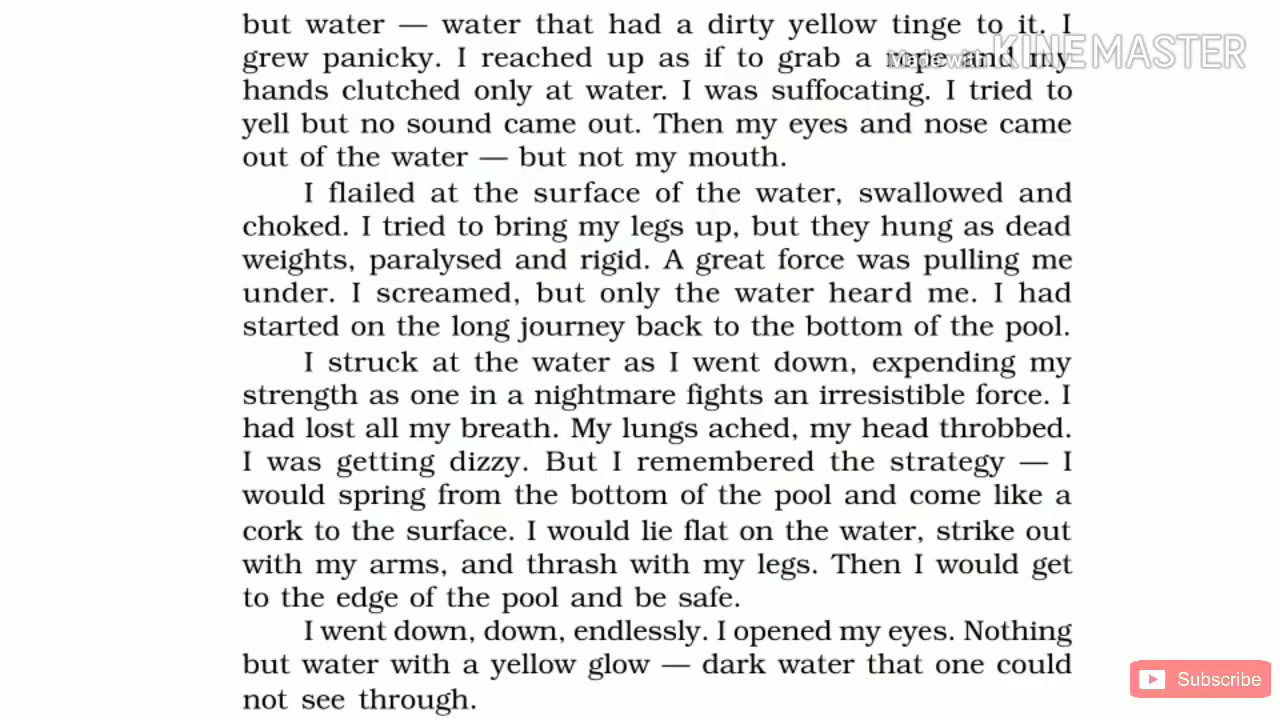 but water — water that had a dirty yellow tinge to it. I
grew panicky. I reached up as if to grab a rope and my
Made with KINEMASTER
hands clutched only at water. I was suffocating. I tried to
yell but no sound came out. Then my eyes and nose came
out of the water — but not my mouth.
I flailed at the surface of the water, swallowed and
choked. I tried to bring my legs up, but they hung as dead
weights, paralysed and rigid. A great force was pulling me
under. I screamed, but only the water heard me. I had
started on the long journey back to the bottom of the pool.
I struck at the water as I went down, expending my
strength as one in a nightmare fights an irresistible force. I
had lost all my breath. My lungs ached, my head throbbed.
I was getting dizzy. But I remembered the strategy — I
would spring from the bottom of the pool and come like a
cork to the surface. I would lie flat on the water, strike out
with my arms, and thrash with my legs. Then I would get
to the edge of the pool and be safe.
I went down, down, endlessly. I opened my eyes. Nothing
but water with a yellow glow — dark water that one could
not see through.
Subscribe